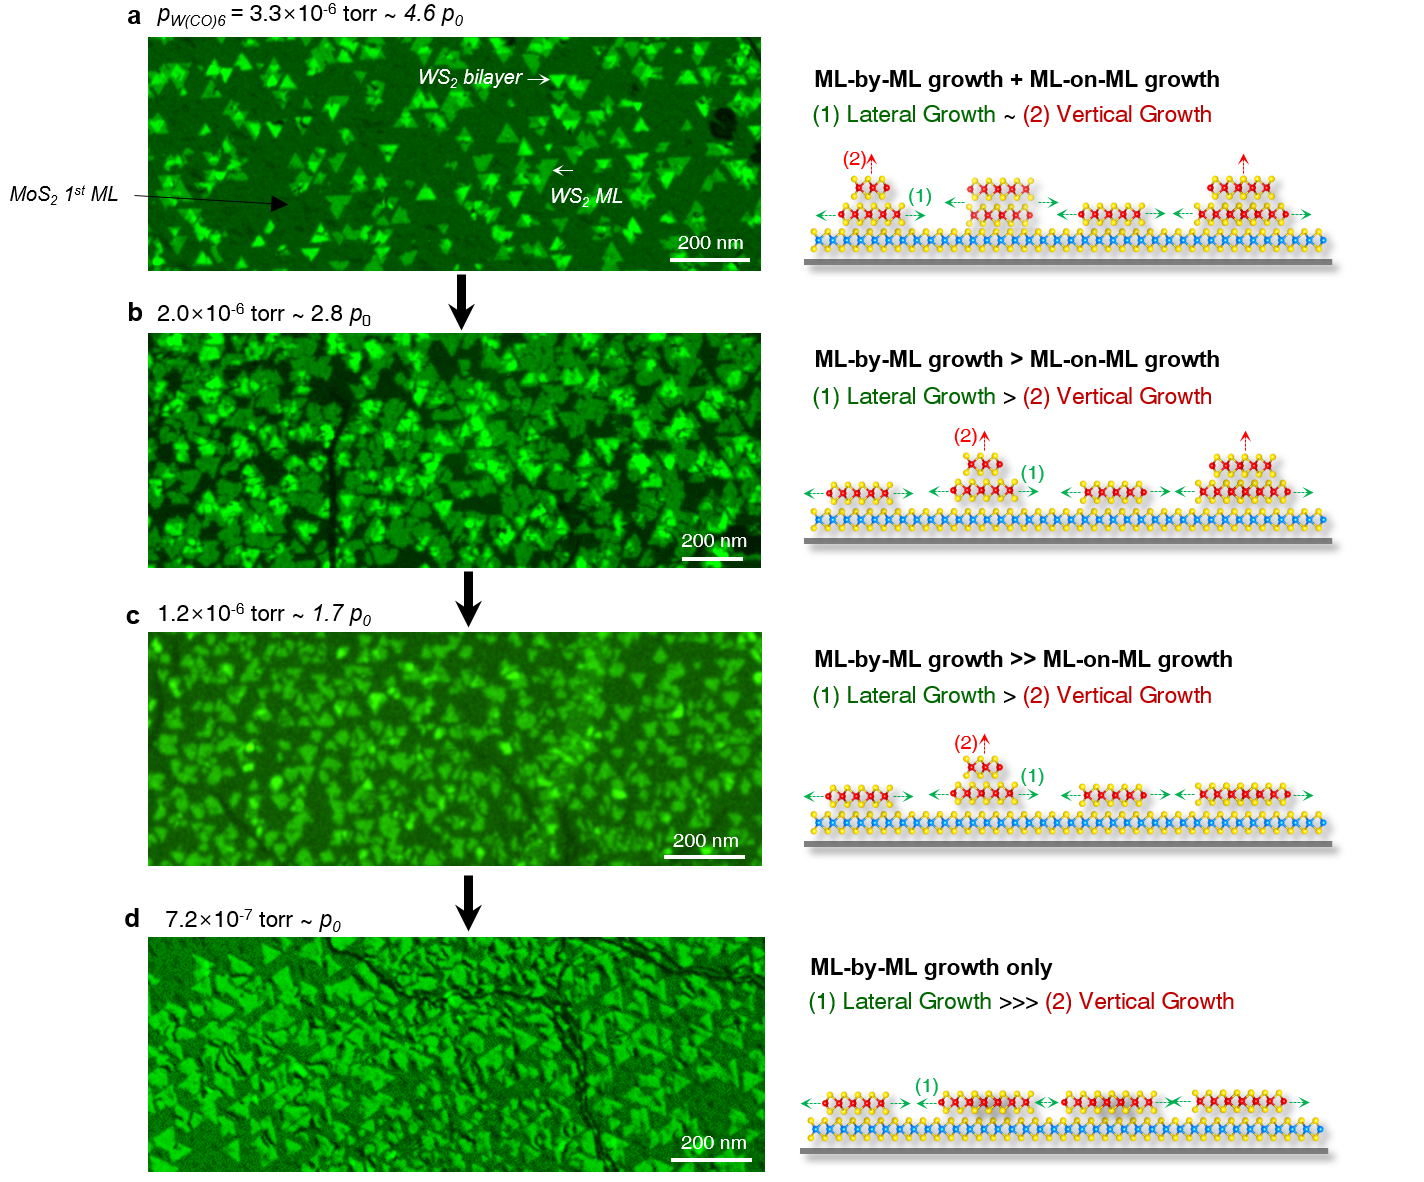 a p_W(CO)6 = 3.3×10⁻⁶ torr ~ 4.6 p₀
WS₂ bilayer
WS₂ ML
MoS₂ 1ˢᵗ ML
200 nm
ML-by-ML growth + ML-on-ML growth
(1) Lateral Growth ~ (2) Vertical Growth
(2)
(1)
b 2.0×10⁻⁶ torr ~ 2.8 p₀
200 nm
ML-by-ML growth > ML-on-ML growth
(1) Lateral Growth > (2) Vertical Growth
(2)
(1)
c 1.2×10⁻⁶ torr ~ 1.7 p₀
200 nm
ML-by-ML growth >> ML-on-ML growth
(1) Lateral Growth > (2) Vertical Growth
(2)
(1)
d 7.2×10⁻⁷ torr ~ p₀
200 nm
ML-by-ML growth only
(1) Lateral Growth >>> (2) Vertical Growth
(1)